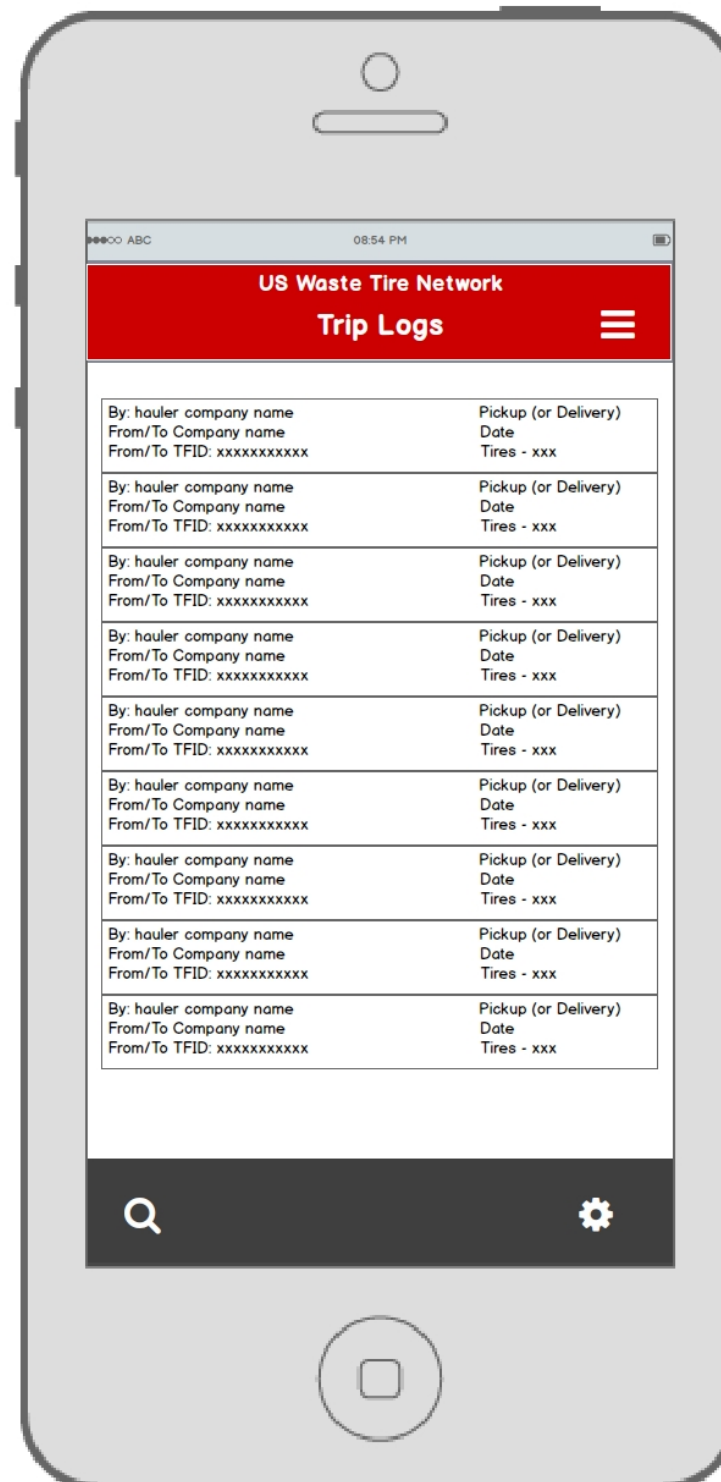 ABC 08:54 PM
US Waste Tire Network
Trip Logs
By: hauler company name Pickup (or Delivery)
From/To Company name Date
From/To TFID: xxxxxxxxxxx Tires - xxx
By: hauler company name Pickup (or Delivery)
From/To Company name Date
From/To TFID: xxxxxxxxxxx Tires - xxx
By: hauler company name Pickup (or Delivery)
From/To Company name Date
From/To TFID: xxxxxxxxxxx Tires - xxx
By: hauler company name Pickup (or Delivery)
From/To Company name Date
From/To TFID: xxxxxxxxxxx Tires - xxx
By: hauler company name Pickup (or Delivery)
From/To Company name Date
From/To TFID: xxxxxxxxxxx Tires - xxx
By: hauler company name Pickup (or Delivery)
From/To Company name Date
From/To TFID: xxxxxxxxxxx Tires - xxx
By: hauler company name Pickup (or Delivery)
From/To Company name Date
From/To TFID: xxxxxxxxxxx Tires - xxx
By: hauler company name Pickup (or Delivery)
From/To Company name Date
From/To TFID: xxxxxxxxxxx Tires - xxx
By: hauler company name Pickup (or Delivery)
From/To Company name Date
From/To TFID: xxxxxxxxxxx Tires - xxx